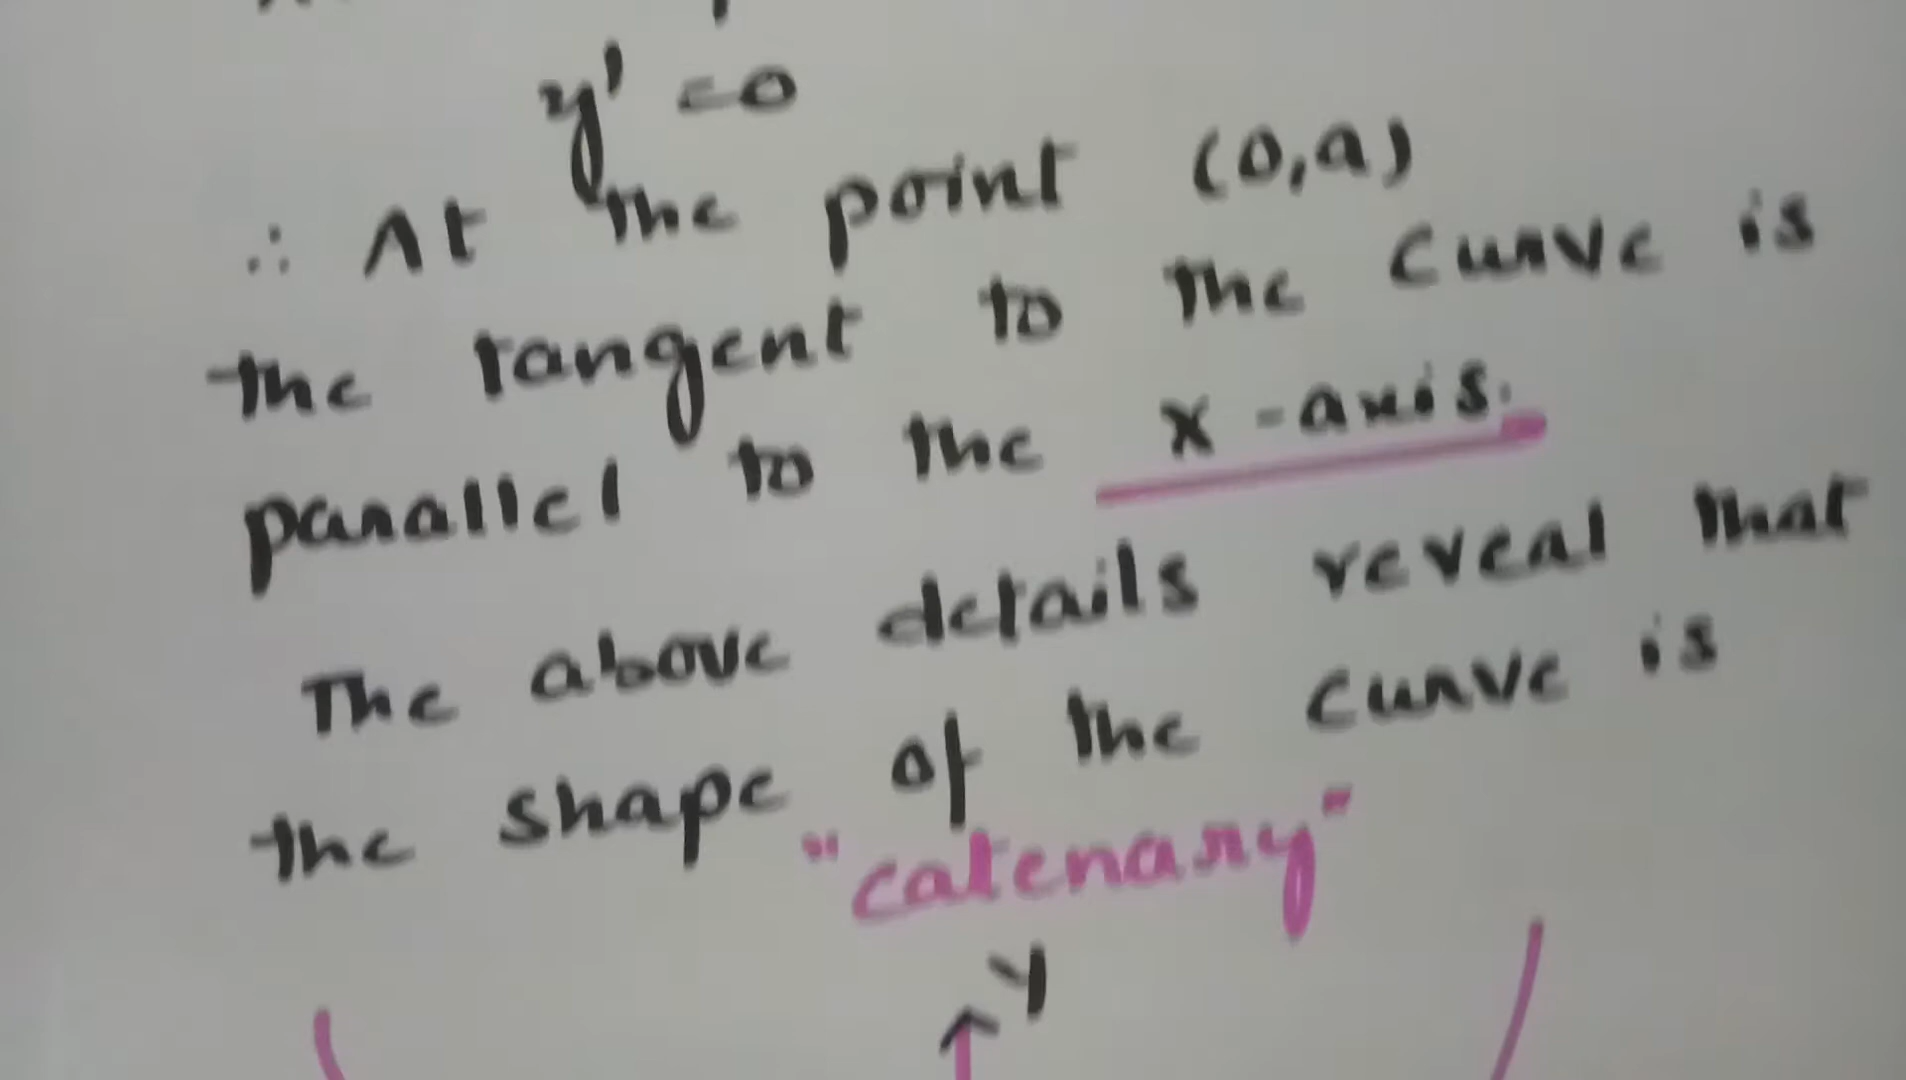 y' =0
∴ At the point (0,a)
the tangent to the curve is
parallel to the x-axis.
The above details reveal that
the shape of the curve is
"catenary"
Y